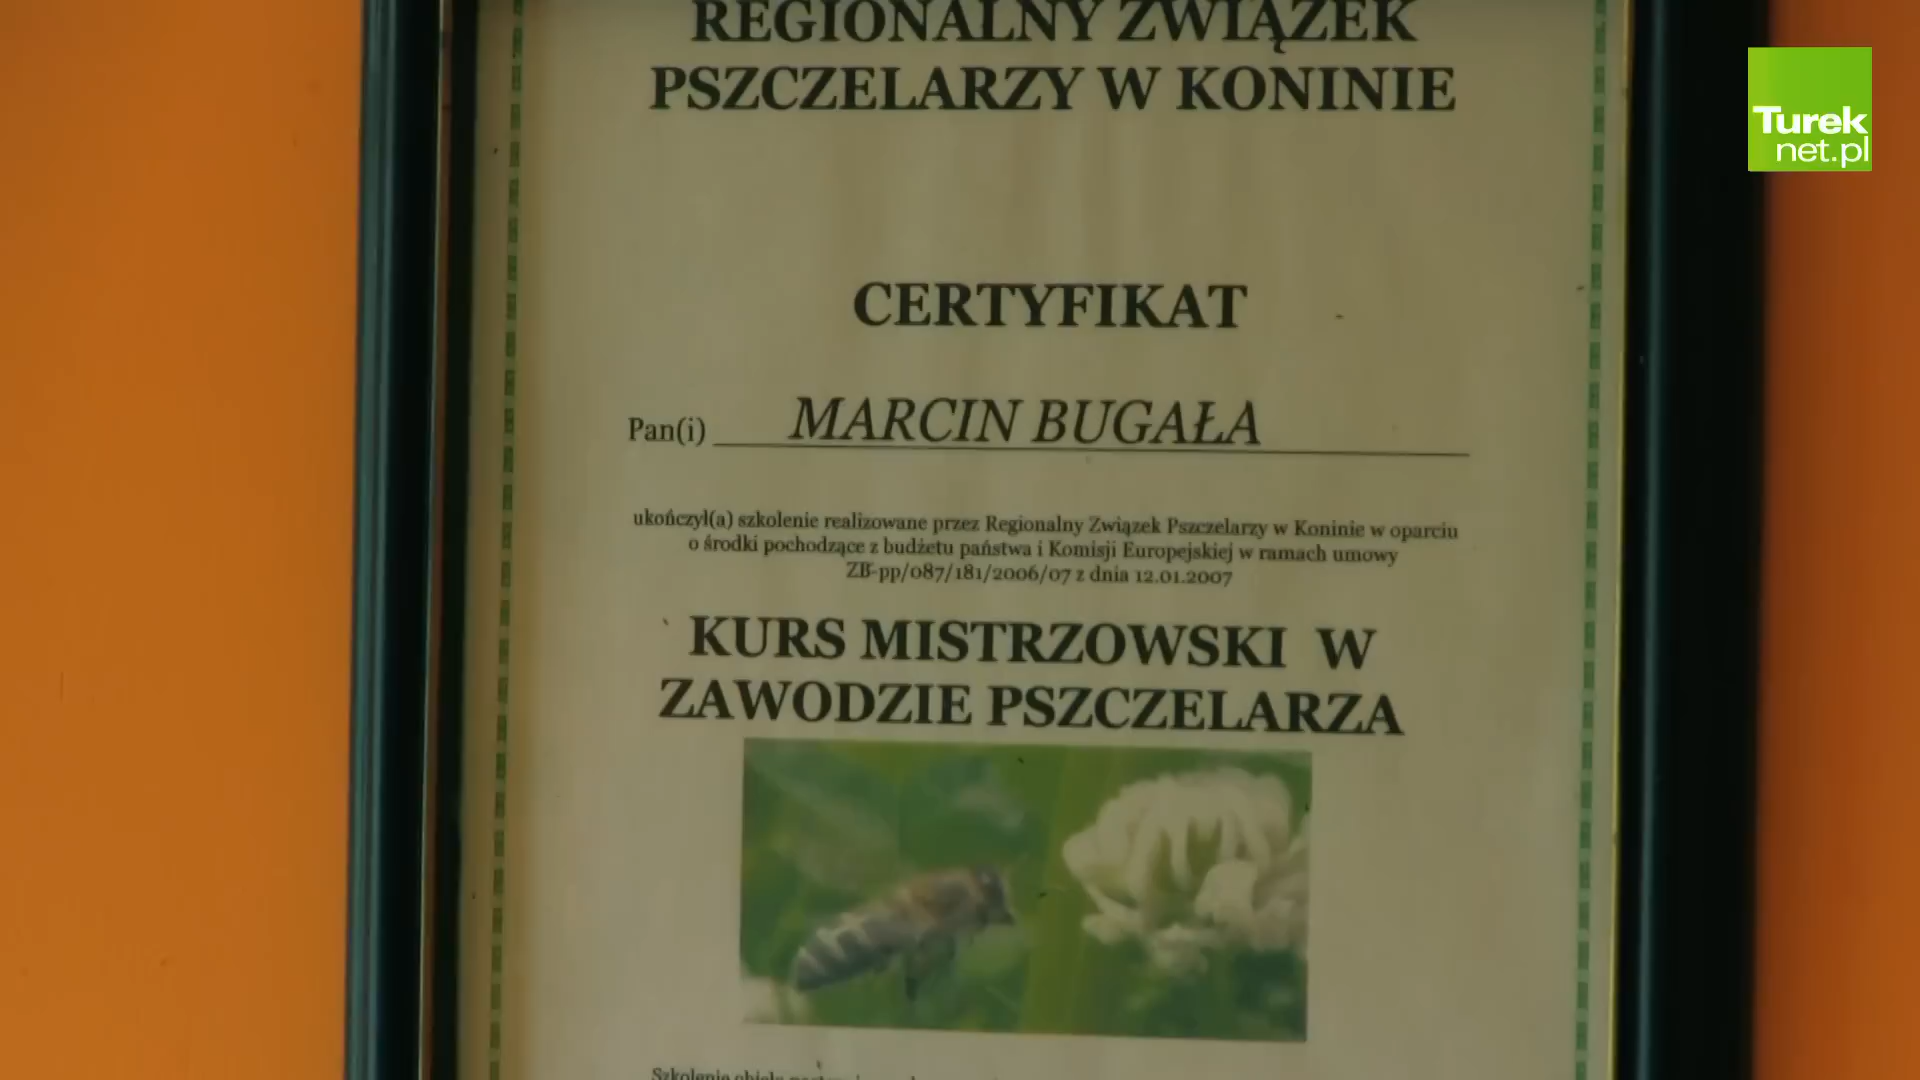 REGIONALNY ZWIĄZEK
PSZCZELARZY W KONINIE
Turek
net.pl
CERTYFIKAT
Pan(i) MARCIN BUGAŁA
ukończył(a) szkolenie realizowane przez Regionalny Związek Pszczelarzy w Koninie w oparciu
o środki pochodzące z budżetu państwa i Komisji Europejskiej w ramach umowy
ZB-pp/087/181/2006/07 z dnia 12.01.2007
KURS MISTRZOWSKI W
ZAWODZIE PSZCZELARZA